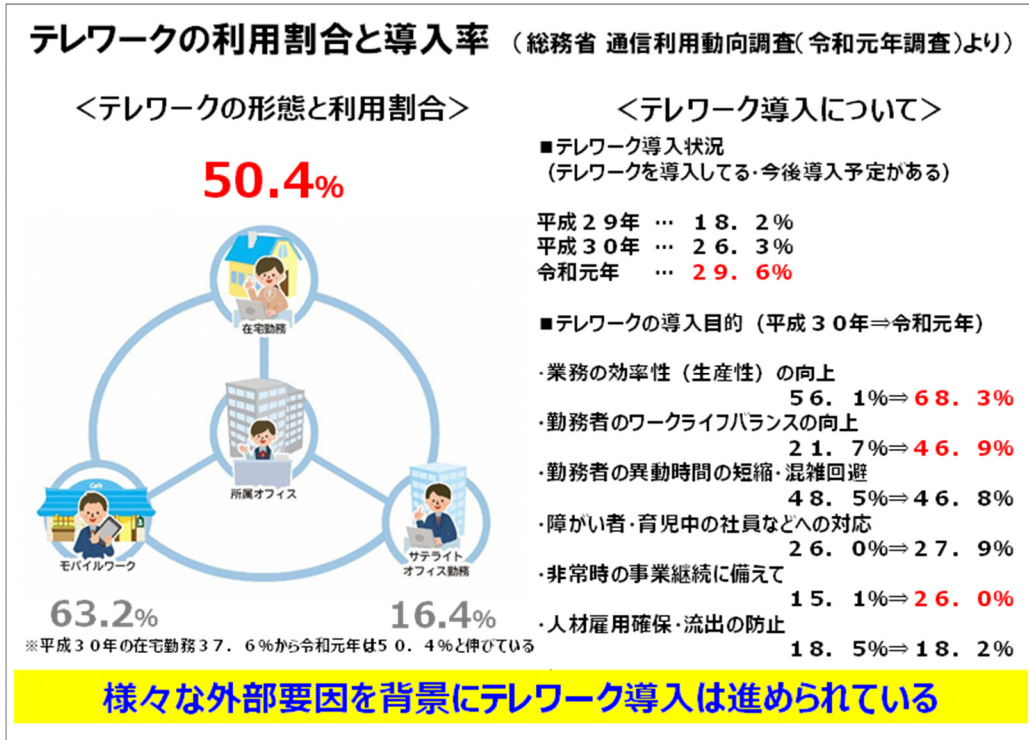 テレワークの利用割合と導入率 (総務省 通信利用動向調査(令和元年調査)より)
<テレワークの形態と利用割合>
50.4%
在宅勤務
所属オフィス
Cafe
モバイルワーク
サテライト
オフィス勤務
63.2%
16.4%
※平成30年の在宅勤務37.6%から令和元年は50.4%と伸びている
<テレワーク導入について>
■テレワーク導入状況
(テレワークを導入してる・今後導入予定がある)
平成29年 … 18.2%
平成30年 … 26.3%
令和元年 … 29.6%
■テレワークの導入目的 (平成30年⇒令和元年)
・業務の効率性 (生産性) の向上
56.1%⇒68.3%
・勤務者のワークライフバランスの向上
21.7%⇒46.9%
・勤務者の異動時間の短縮・混雑回避
48.5%⇒46.8%
・障がい者・育児中の社員などへの対応
26.0%⇒27.9%
・非常時の事業継続に備えて
15.1%⇒26.0%
・人材雇用確保・流出の防止
18.5%⇒18.2%
様々な外部要因を背景にテレワーク導入は進められている